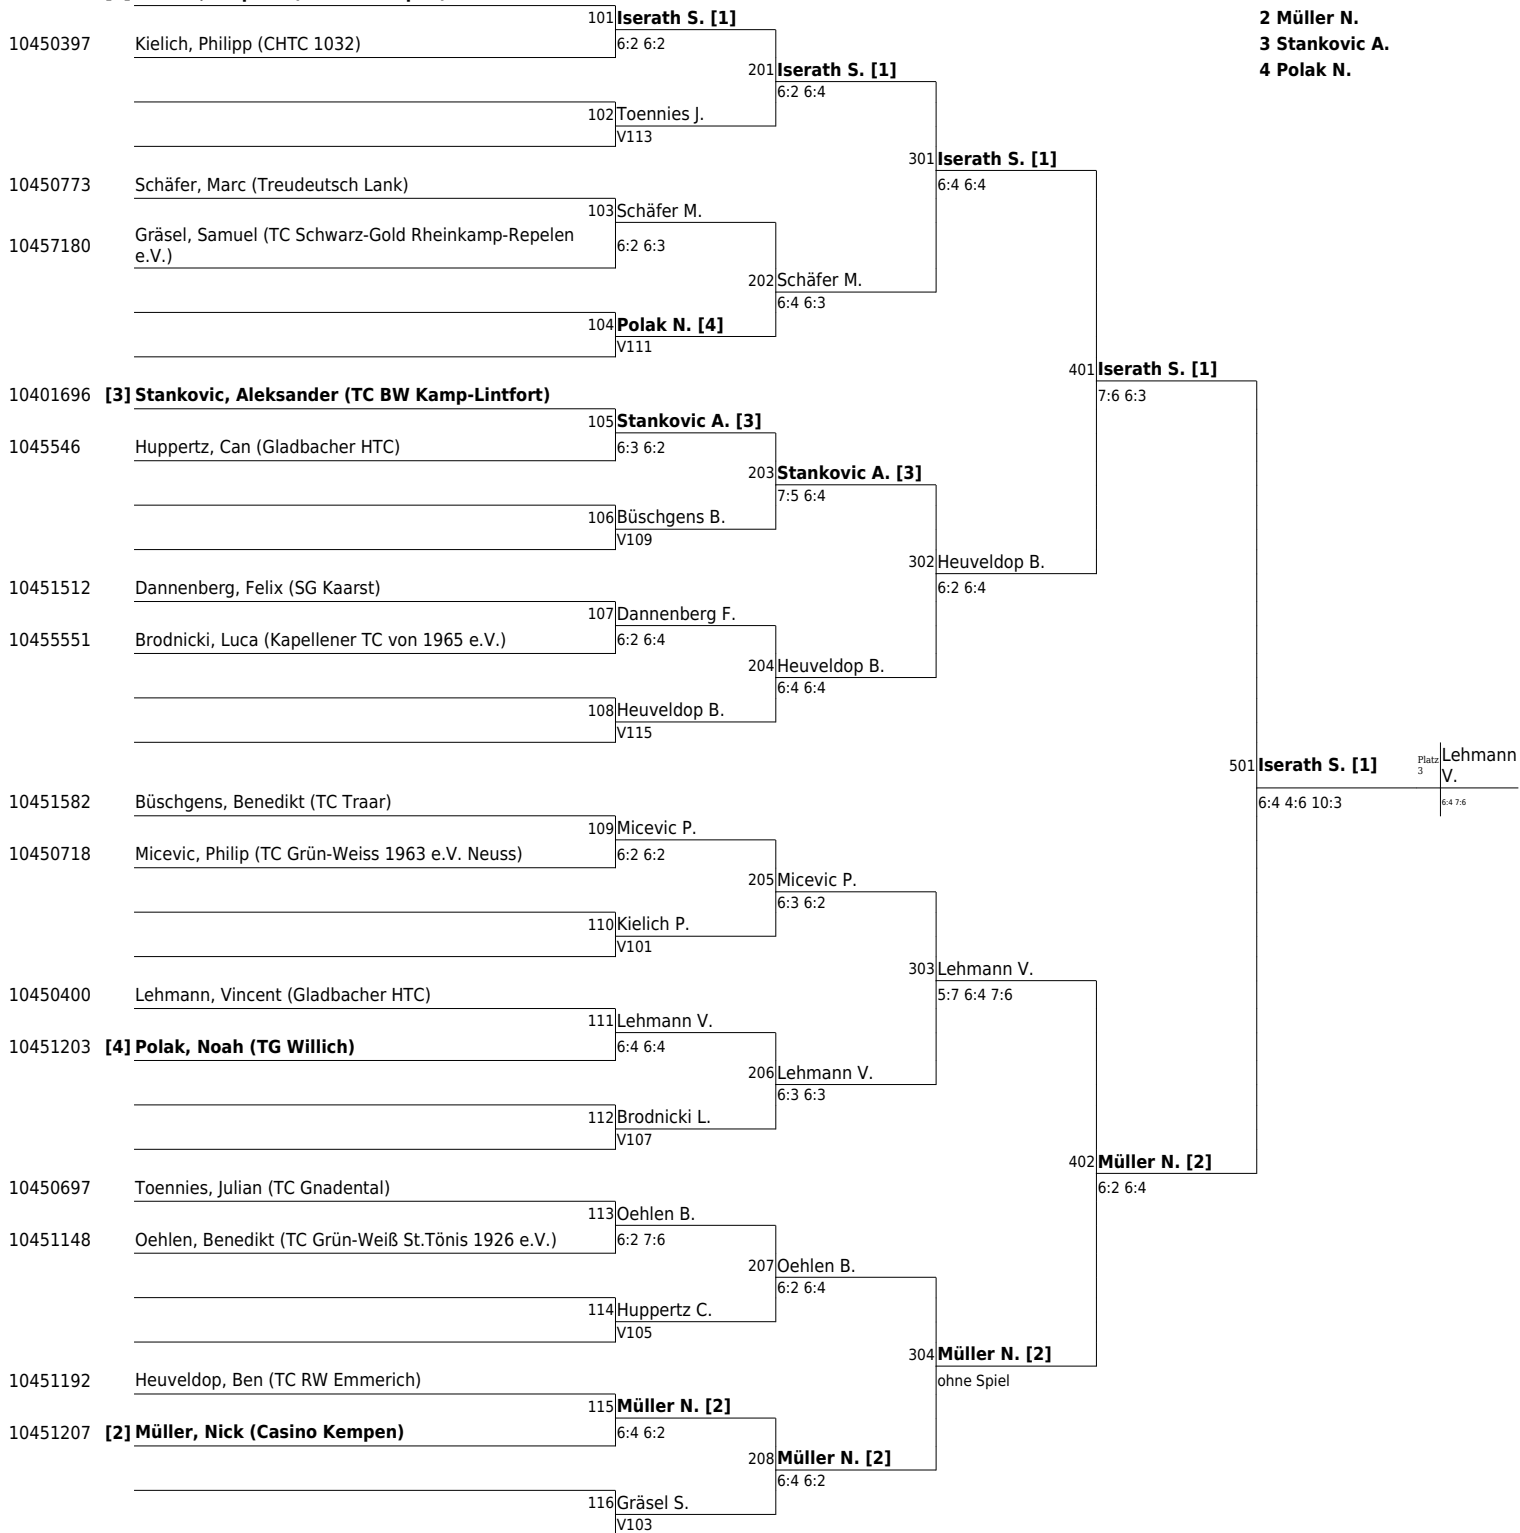 101 Iserath S. [1]
2 Müller N.
10450397 Kielich, Philipp (CHTC 1032)
6:2 6:2
3 Stankovic A.
201 Iserath S. [1]
4 Polak N.
6:2 6:4
102 Toennies J.
V113
301 Iserath S. [1]
10450773 Schäfer, Marc (Treudeutsch Lank)
6:4 6:4
103 Schäfer M.
10457180 Gräsel, Samuel (TC Schwarz-Gold Rheinkamp-Repelen
e.V.)
6:2 6:3
202 Schäfer M.
6:4 6:3
104 Polak N. [4]
V111
401 Iserath S. [1]
10401696 [3] Stankovic, Aleksander (TC BW Kamp-Lintfort)
7:6 6:3
105 Stankovic A. [3]
1045546 Huppertz, Can (Gladbacher HTC)
6:3 6:2
203 Stankovic A. [3]
7:5 6:4
106 Büschgens B.
V109
302 Heuveldop B.
10451512 Dannenberg, Felix (SG Kaarst)
6:2 6:4
107 Dannenberg F.
10455551 Brodnicki, Luca (Kapellener TC von 1965 e.V.)
6:2 6:4
204 Heuveldop B.
6:4 6:4
108 Heuveldop B.
V115
501 Iserath S. [1]
Platz
3
Lehmann
V.
10451582 Büschgens, Benedikt (TC Traar)
6:4 4:6 10:3
6:4 7:6
109 Micevic P.
10450718 Micevic, Philip (TC Grün-Weiss 1963 e.V. Neuss)
6:2 6:2
205 Micevic P.
6:3 6:2
110 Kielich P.
V101
303 Lehmann V.
10450400 Lehmann, Vincent (Gladbacher HTC)
5:7 6:4 7:6
111 Lehmann V.
10451203 [4] Polak, Noah (TG Willich)
6:4 6:4
206 Lehmann V.
6:3 6:3
112 Brodnicki L.
V107
402 Müller N. [2]
10450697 Toennies, Julian (TC Gnadental)
6:2 6:4
113 Oehlen B.
10451148 Oehlen, Benedikt (TC Grün-Weiß St.Tönis 1926 e.V.)
6:2 7:6
207 Oehlen B.
6:2 6:4
114 Huppertz C.
V105
304 Müller N. [2]
10451192 Heuveldop, Ben (TC RW Emmerich)
ohne Spiel
115 Müller N. [2]
10451207 [2] Müller, Nick (Casino Kempen)
6:4 6:2
208 Müller N. [2]
6:4 6:2
116 Gräsel S.
V103